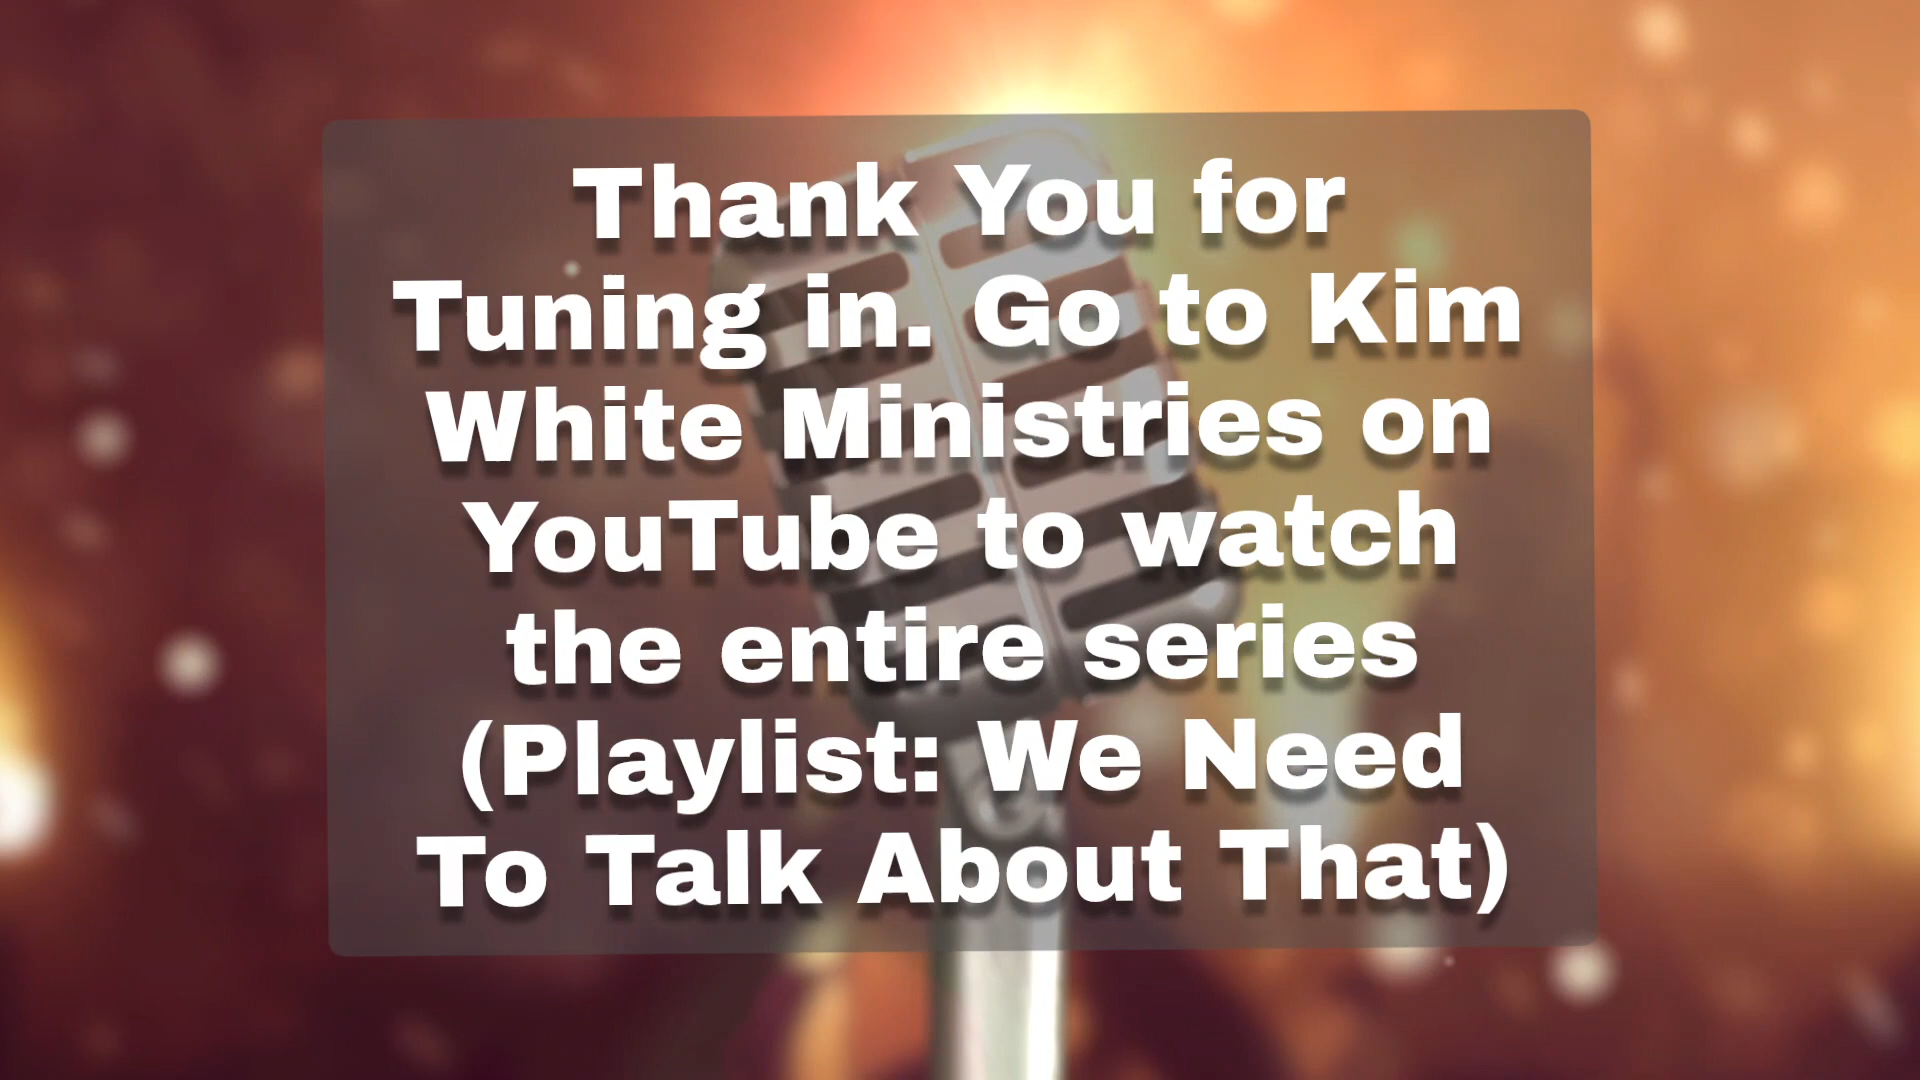 Thank You for
Tuning in. Go to Kim
White Ministries on
YouTube to watch
the entire series
(Playlist: We Need
To Talk About That)